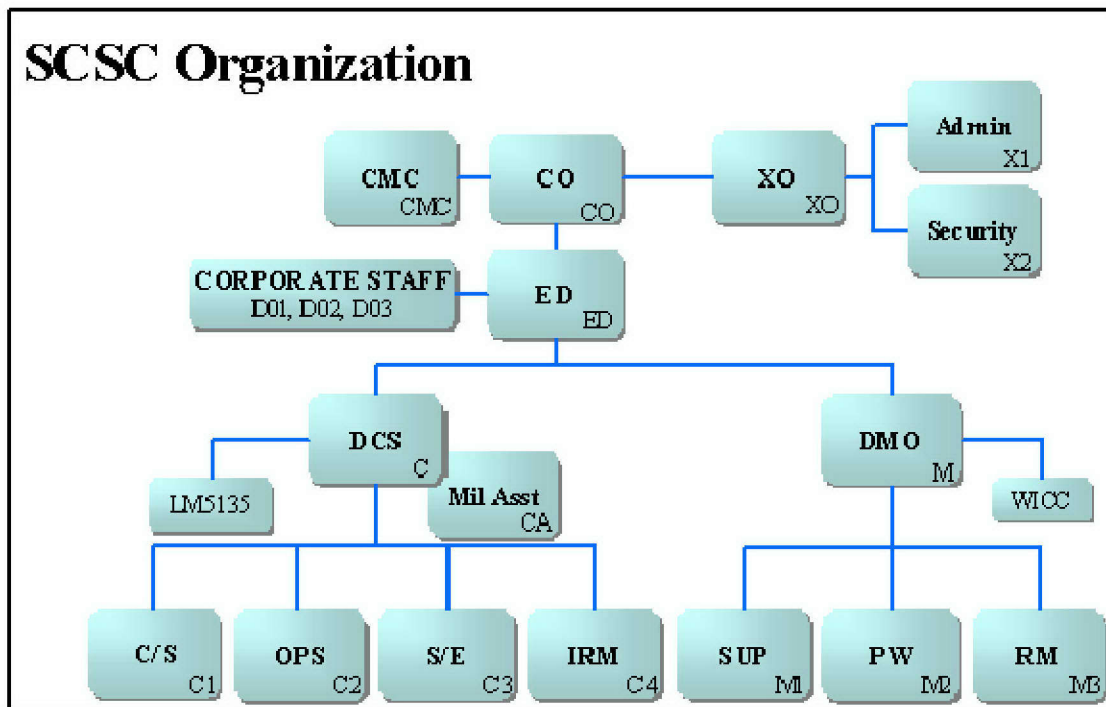 SCSC Organization
Admin
X1
CMC
CMC
CO
CO
XO
XO
Security
X2
CORPORATE STAFF
D01, D02, D03
ED
ED
DCS
C
DMO
M
LM5135
Mil Asst
CA
WICC
C/S
C1
OPS
C2
S/E
C3
IRM
C4
SUP
M1
PW
M2
RM
M3